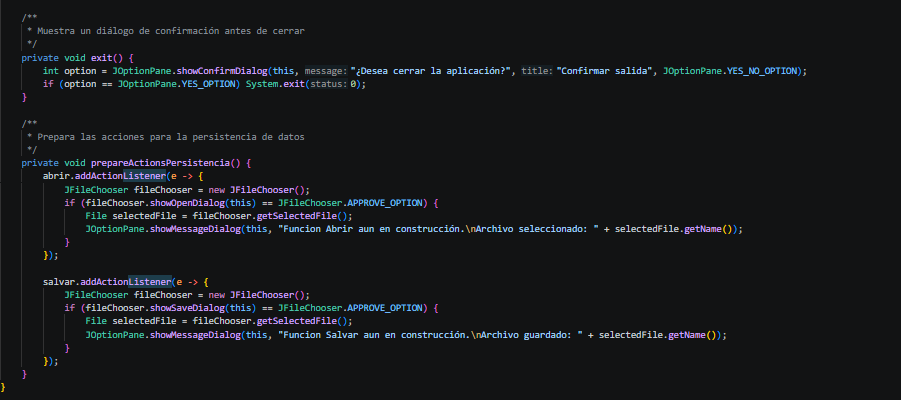 /**
 * Muestra un diálogo de confirmación antes de cerrar
 */
private void exit() {
    int option = JOptionPane.showConfirmDialog(this, message: "¿Desea cerrar la aplicación?", title: "Confirmar salida", JOptionPane.YES_NO_OPTION);
    if (option == JOptionPane.YES_OPTION) System.exit(status: 0);
}

/**
 * Prepara las acciones para la persistencia de datos
 */
private void prepareActionsPersistencia() {
    abrir.addActionListener(e -> {
        JFileChooser fileChooser = new JFileChooser();
        if (fileChooser.showOpenDialog(this) == JFileChooser.APPROVE_OPTION) {
            File selectedFile = fileChooser.getSelectedFile();
            JOptionPane.showMessageDialog(this, "Funcion Abrir aun en construcción.\nArchivo seleccionado: " + selectedFile.getName());
        }
    });

    salvar.addActionListener(e -> {
        JFileChooser fileChooser = new JFileChooser();
        if (fileChooser.showSaveDialog(this) == JFileChooser.APPROVE_OPTION) {
            File selectedFile = fileChooser.getSelectedFile();
            JOptionPane.showMessageDialog(this, "Funcion Salvar aun en construcción.\nArchivo guardado: " + selectedFile.getName());
        }
    });
}
}